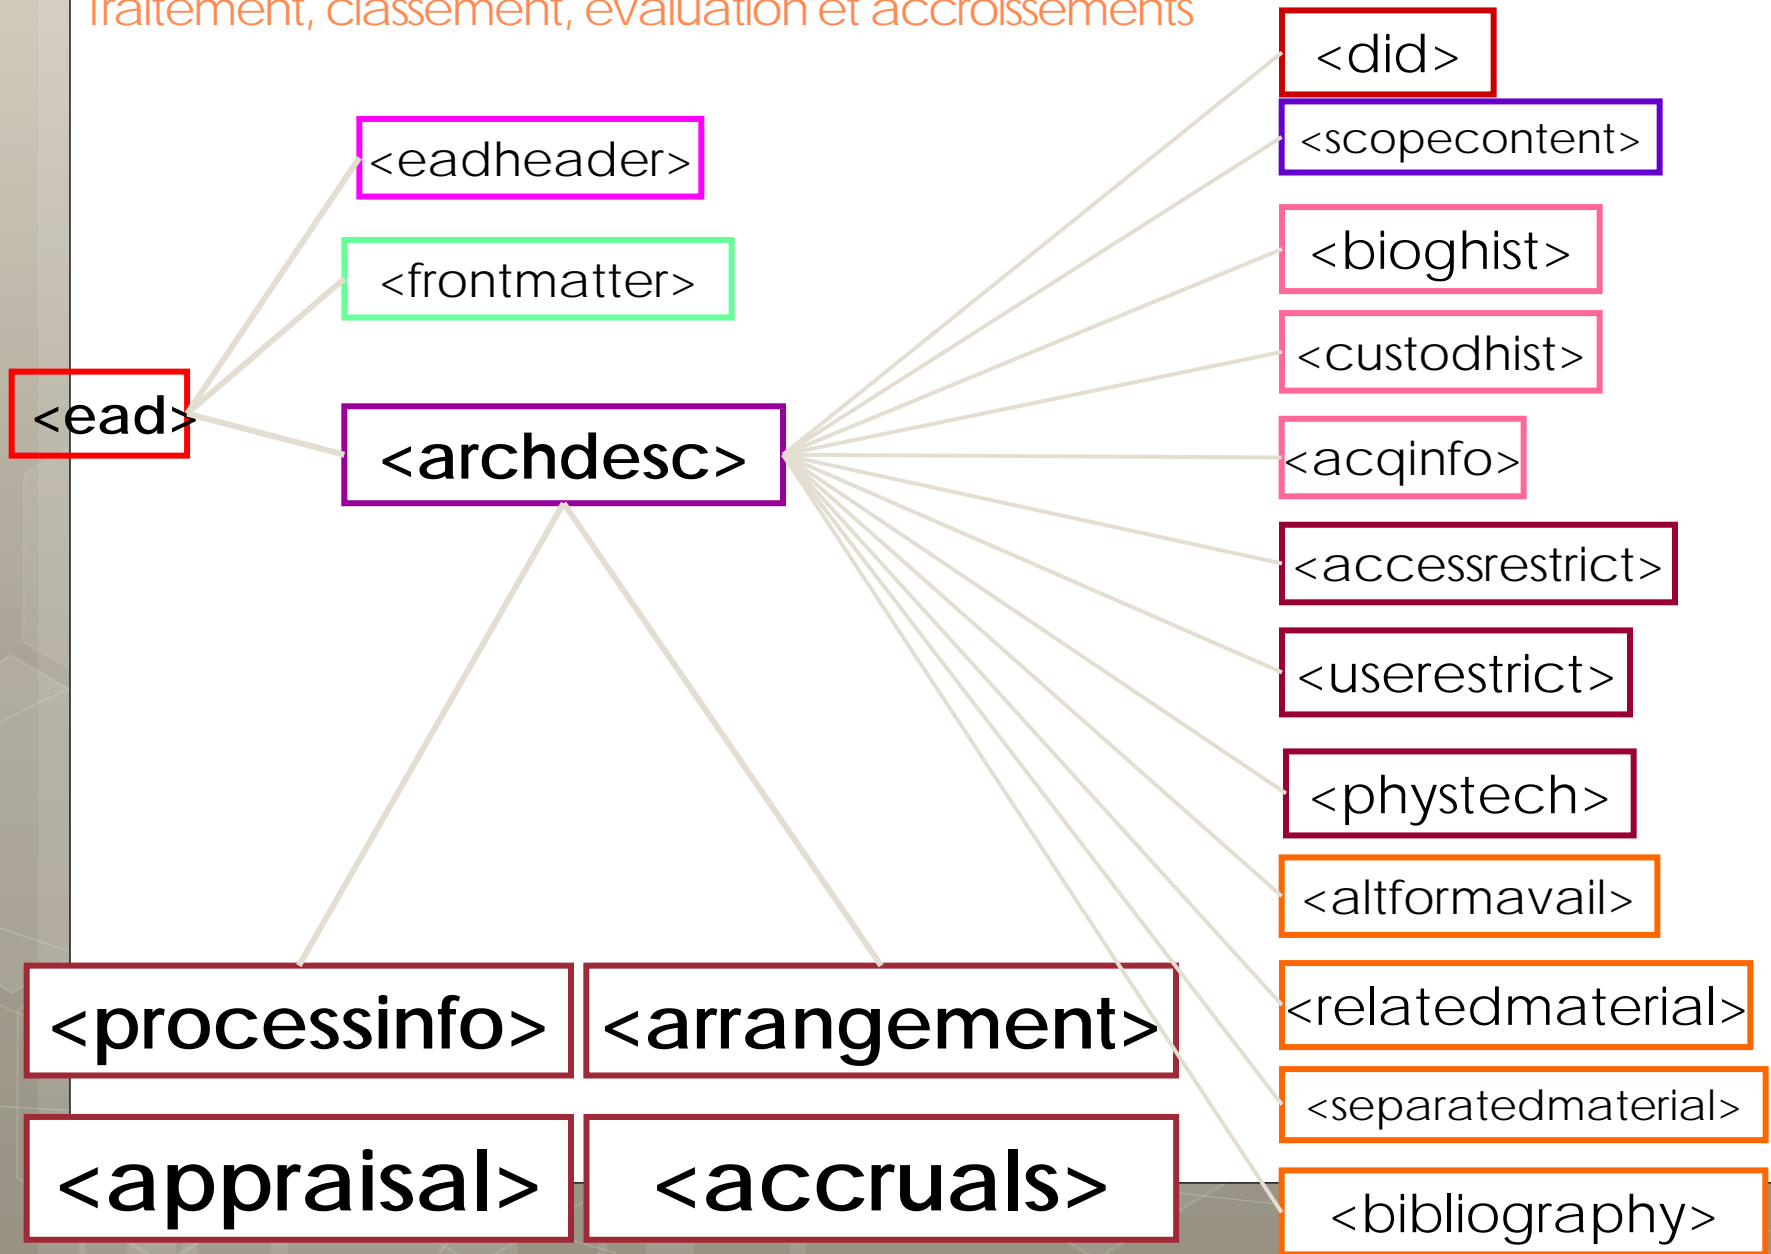 Traitement, classement, évaluation et accroissements
<did>
<scopecontent>
<eadheader>
<bioghist>
<frontmatter>
<custodhist>
<ead>
<archdesc>
<acqinfo>
<accessrestrict>
<userestrict>
<phystech>
<altformavail>
<processinfo>
<arrangement>
<relatedmaterial>
<separatedmaterial>
<appraisal>
<accruals>
<bibliography>